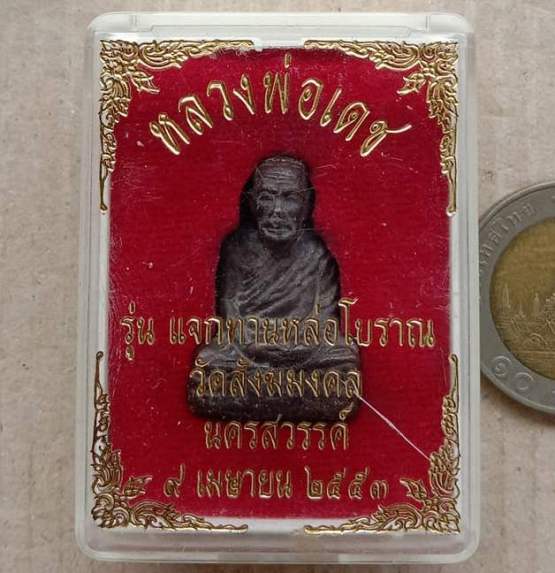 หลวงพ่อเดช
รุ่น แจกทานหล่อโบราณ
วัดสังฆมงคล
นครสวรรค์
๙ เมษายน ๒๕๕๓
๑๐